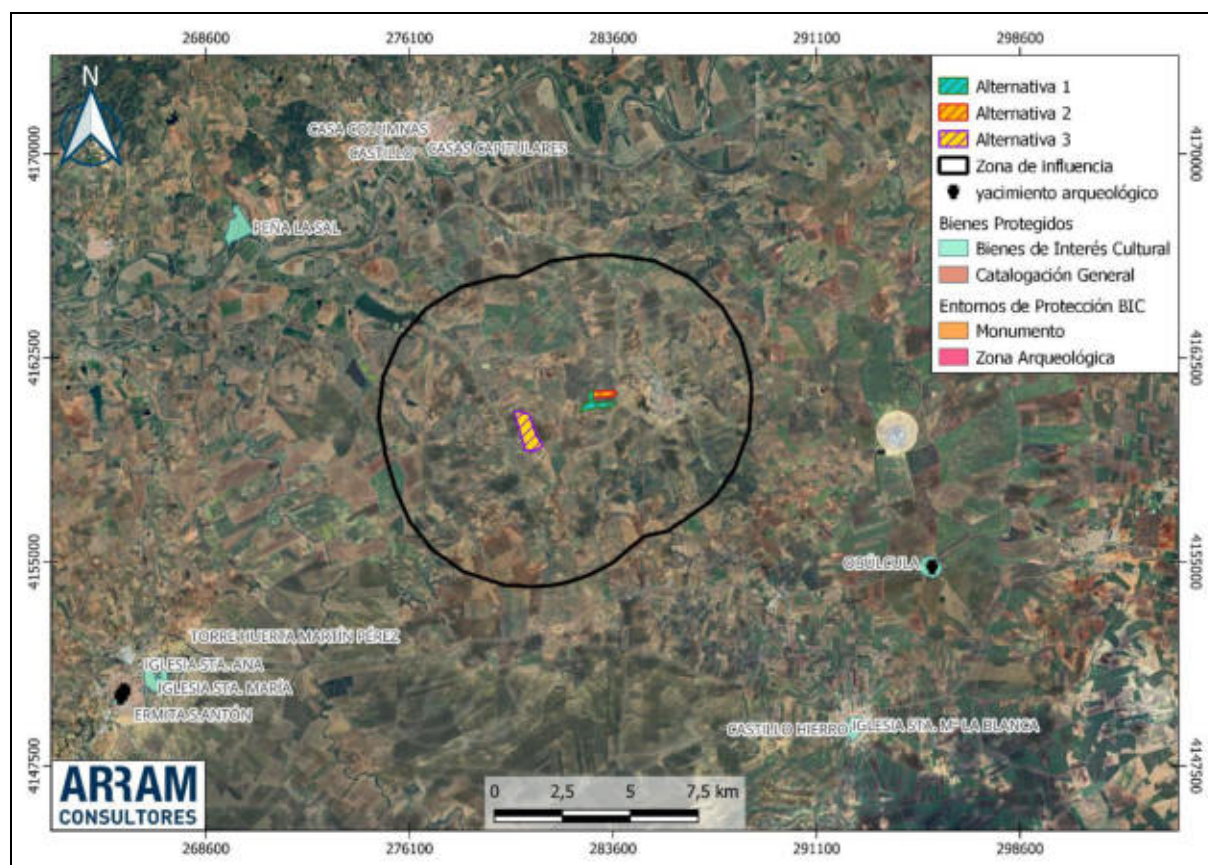 268600 276100 283600 291100 298600
N
Alternativa 1
Alternativa 2
Alternativa 3
Zona de influencia
yacimiento arqueológico
Bienes Protegidos
Bienes de Interés Cultural
Catalogación General
Entornos de Protección BIC
Monumento
Zona Arqueológica
CASA COLUMNAS
CASTILLO
CASAS CAPITULARES
4170000
4170000
PEÑA LA SAL
4162500
4162500
4155000
4155000
OBÚLCULA
TORRE HUERTA MARTÍN PÉREZ
IGLESIA STA. ANA
IGLESIA STA. MARÍA
ERMITA S.ANTÓN
CASTILLO HIERRO
IGLESIA STA. Mª LA BLANCA
4147500
4147500
ARRAM
CONSULTORES
0 2,5 5 7,5 km
268600 276100 283600 291100 298600